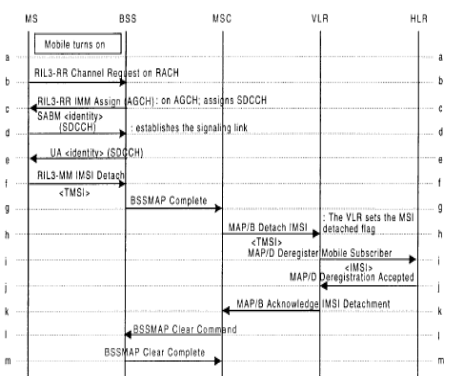 MS BSS MSC VLR HLR
Mobile turns on
a a
RIL3-RR Channel Request on RACH
b b
RIL3-RR IMM Assign (AGCH) : on AGCH; assigns SDCCH
c c
SABM <identity>
(SDCCH) : establishes the signaling link
d d
UA <identity> (SDCCH)
e e
RIL3-MM IMSI Detach
f f
<TMSI>
BSSMAP Complete
g g
: The VLR sets the MSI
MAP/B Detach IMSI detached flag
h h
<TMSI>
MAP/D Deregister Mobile Subscriber
i i
<IMSI>
MAP/D Deregistration Accepted
j j
MAP/B Acknowledge IMSI Detachment
k k
BSSMAP Clear Command
l l
BSSMAP Clear Complete
m m